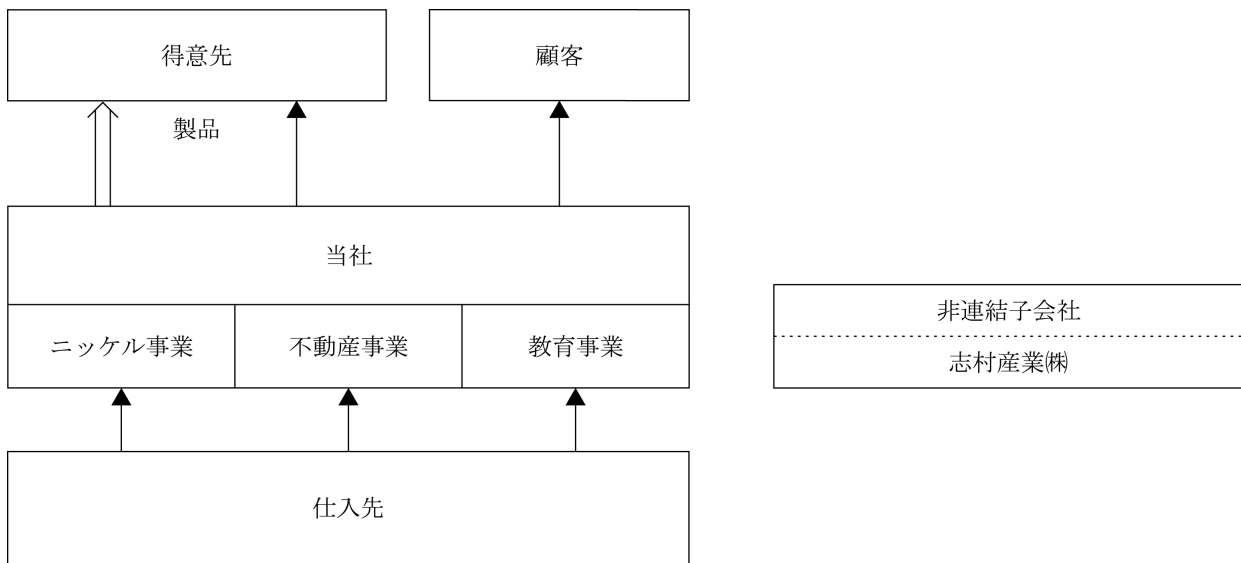 得意先
顧客
製品
当社
ニッケル事業
不動産事業
教育事業
非連結子会社
志村産業㈱
仕入先